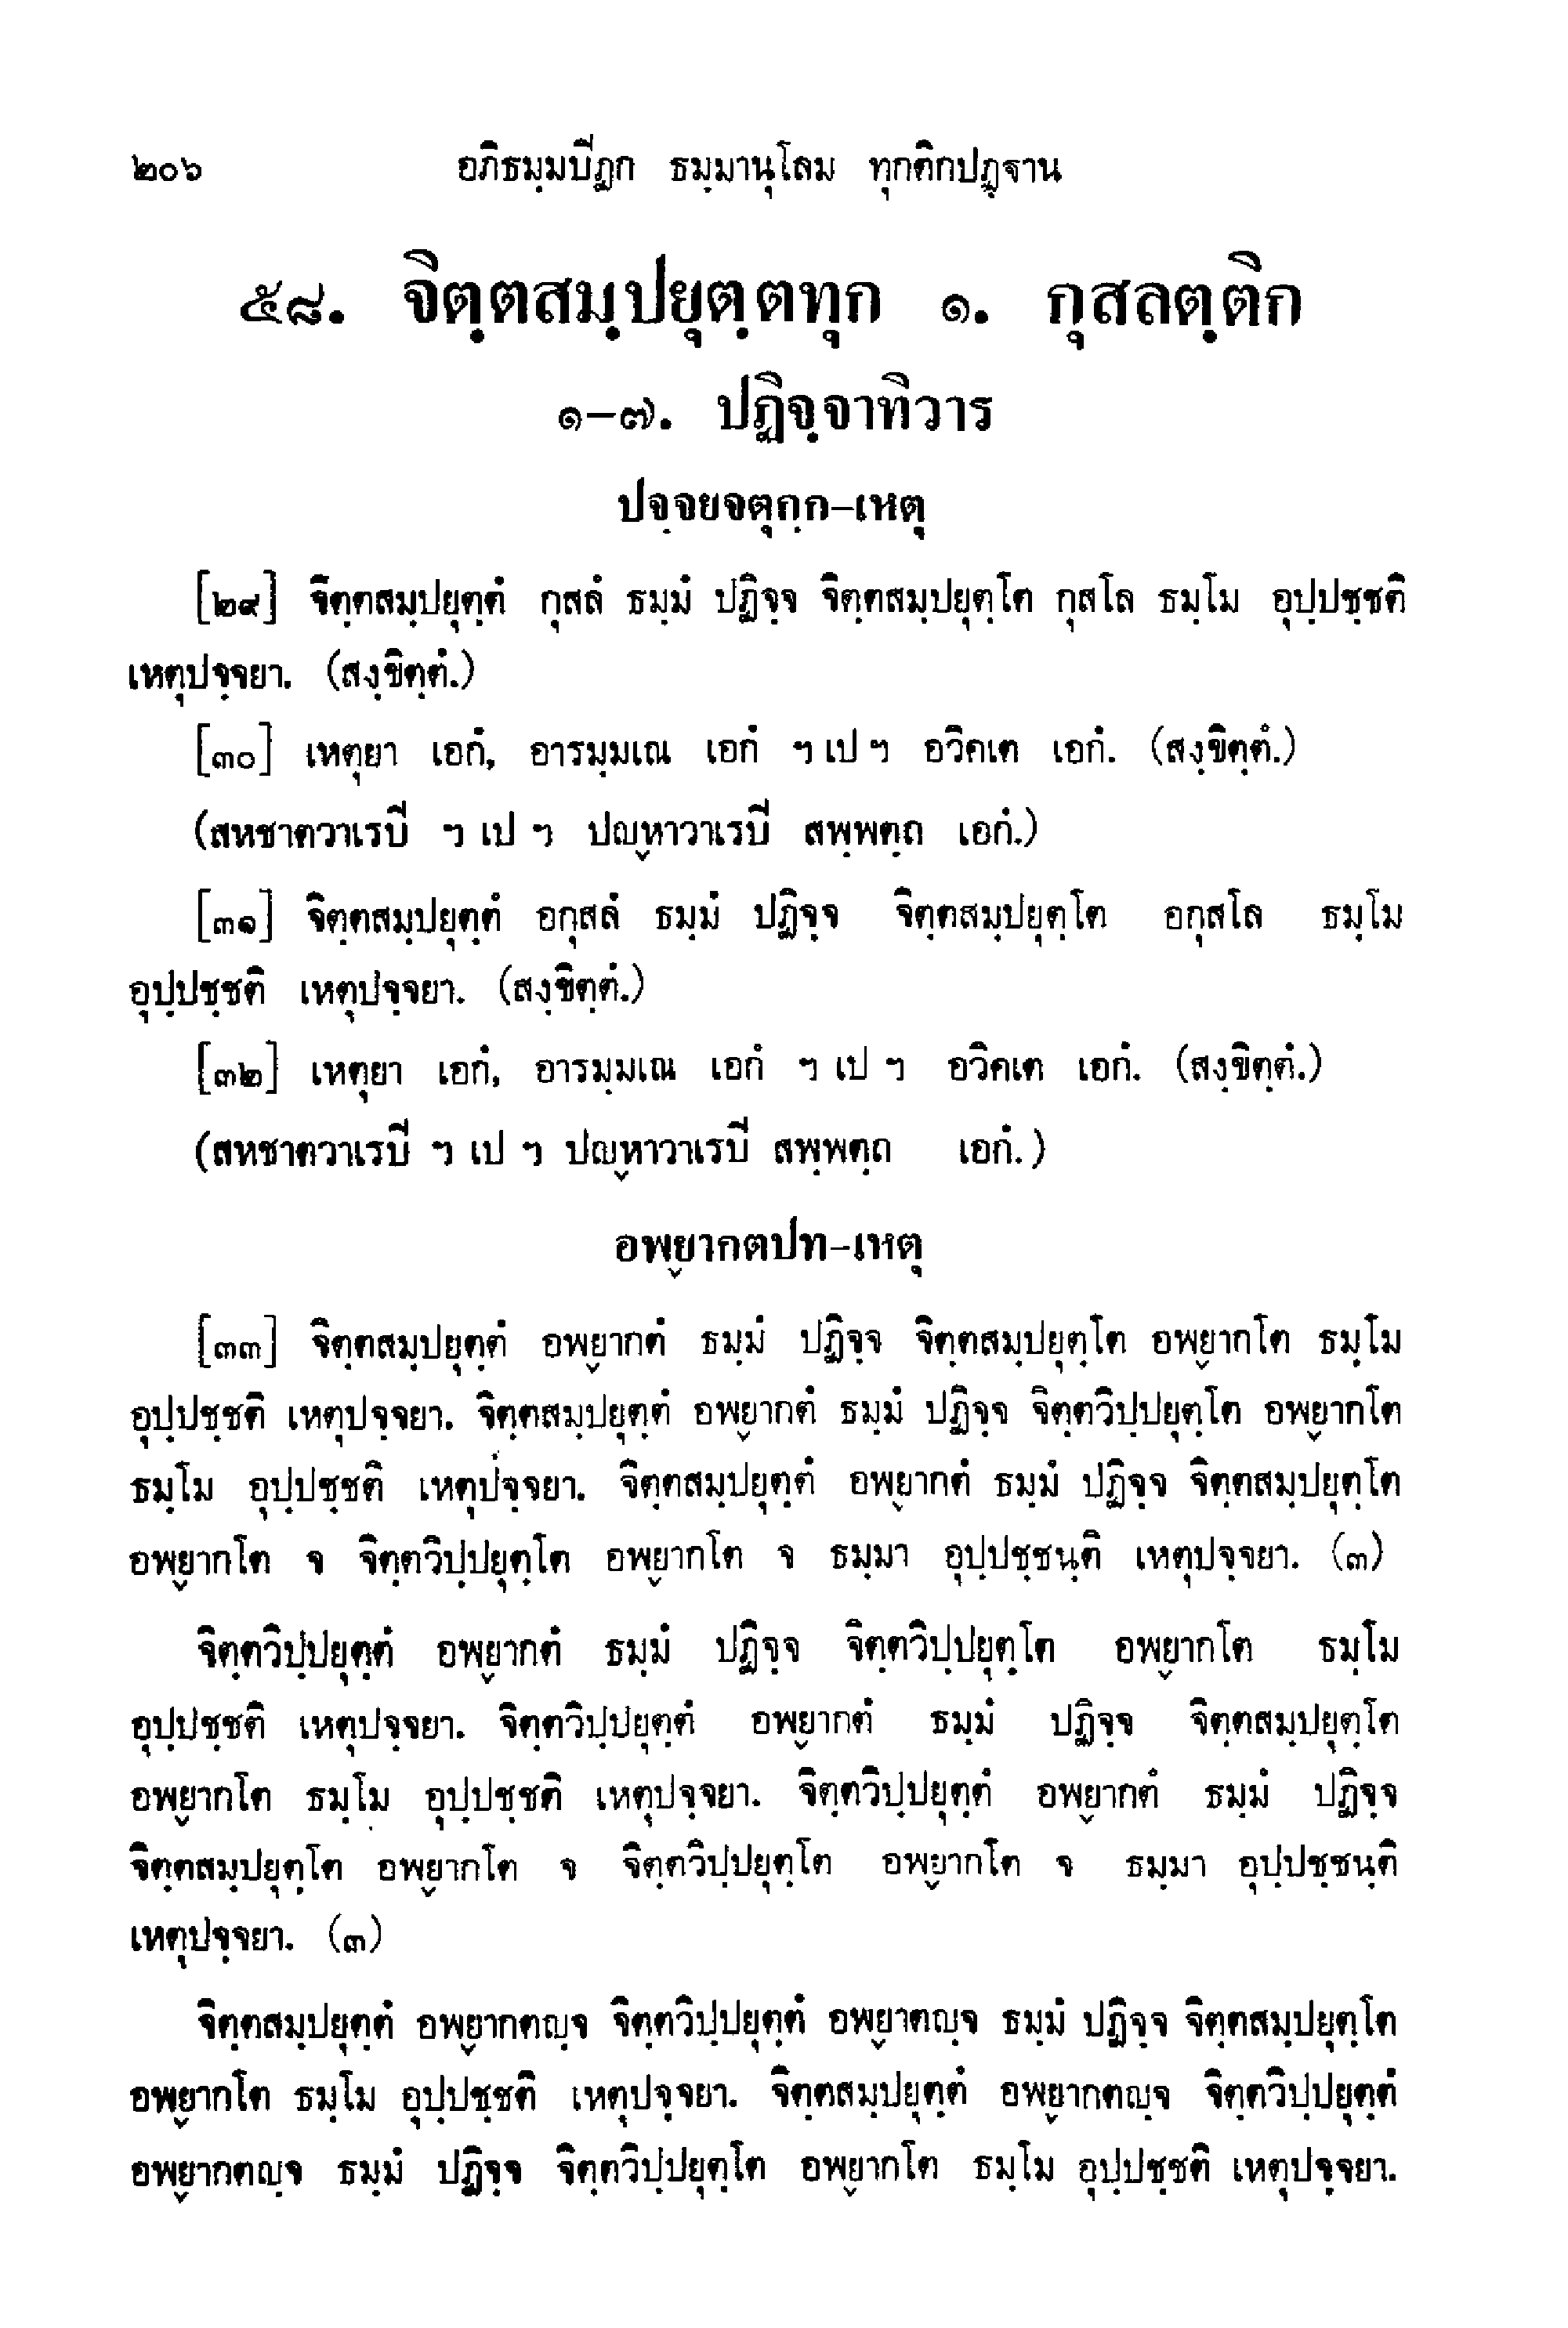 ๒๐๖ อภิธมฺมปิฏก ธมฺมานุโลม ทุกติกปฏฺฐาน
๕๘. จิตฺตสมฺปยุตฺตทุก ๑. กุสลตฺติก
๑–๗. ปฏิจฺจาทิวาร
ปจฺจยจตุกฺก–เหตุ
[๒๙] จิตฺตสมฺปยุตฺตํ กุสลํ ธมฺมํ ปฏิจฺจ จิตฺตสมฺปยุตฺโต กุสโล ธมฺโม อุปฺปชฺชติ
เหตุปจฺจยา. (สงฺขิตฺตํ.)
[๓๐] เหตุยา เอกํ, อารมฺมเณ เอกํ ฯ เป ฯ อวิคเต เอกํ. (สงฺขิตฺตํ.)
(สหชาตวาเรปิ ฯ เป ฯ ปญฺหาวาเรปิ สพฺพตฺถ เอกํ.)
[๓๑] จิตฺตสมฺปยุตฺตํ อกุสลํ ธมฺมํ ปฏิจฺจ จิตฺตสมฺปยุตฺโต อกุสโล ธมฺโม
อุปฺปชฺชติ เหตุปจฺจยา. (สงฺขิตฺตํ.)
[๓๒] เหตุยา เอกํ, อารมฺมเณ เอกํ ฯ เป ฯ อวิคเต เอกํ. (สงฺขิตฺตํ.)
(สหชาตวาเรปิ ฯ เป ฯ ปญฺหาวาเรปิ สพฺพตฺถ เอกํ.)
อพฺยากตปท–เหตุ
[๓๓] จิตฺตสมฺปยุตฺตํ อพฺยากตํ ธมฺมํ ปฏิจฺจ จิตฺตสมฺปยุตฺโต อพฺยากโต ธมฺโม
อุปฺปชฺชติ เหตุปจฺจยา. จิตฺตสมฺปยุตฺตํ อพฺยากตํ ธมฺมํ ปฏิจฺจ จิตฺตวิปฺปยุตฺโต อพฺยากโต
ธมฺโม อุปฺปชฺชติ เหตุปจฺจยา. จิตฺตสมฺปยุตฺตํ อพฺยากตํ ธมฺมํ ปฏิจฺจ จิตฺตสมฺปยุตฺโต
อพฺยากโต จ จิตฺตวิปฺปยุตฺโต อพฺยากโต จ ธมฺมา อุปฺปชฺชนฺติ เหตุปจฺจยา. (๓)
จิตฺตวิปฺปยุตฺตํ อพฺยากตํ ธมฺมํ ปฏิจฺจ จิตฺตวิปฺปยุตฺโต อพฺยากโต ธมฺโม
อุปฺปชฺชติ เหตุปจฺจยา. จิตฺตวิปฺปยุตฺตํ อพฺยากตํ ธมฺมํ ปฏิจฺจ จิตฺตสมฺปยุตฺโต
อพฺยากโต ธมฺโม อุปฺปชฺชติ เหตุปจฺจยา. จิตฺตวิปฺปยุตฺตํ อพฺยากตํ ธมฺมํ ปฏิจฺจ
จิตฺตสมฺปยุตฺโต อพฺยากโต จ จิตฺตวิปฺปยุตฺโต อพฺยากโต จ ธมฺมา อุปฺปชฺชนฺติ
เหตุปจฺจยา. (๓)
จิตฺตสมฺปยุตฺตํ อพฺยากตญฺจ จิตฺตวิปฺปยุตฺตํ อพฺยาตญฺจ ธมฺมํ ปฏิจฺจ จิตฺตสมฺปยุตฺโต
อพฺยากโต ธมฺโม อุปฺปชฺชติ เหตุปจฺจยา. จิตฺตสมฺปยุตฺตํ อพฺยากตญฺจ จิตฺตวิปฺปยุตฺตํ
อพฺยากตญฺจ ธมฺมํ ปฏิจฺจ จิตฺตวิปฺปยุตฺโต อพฺยากโต ธมฺโม อุปฺปชฺชติ เหตุปจฺจยา.